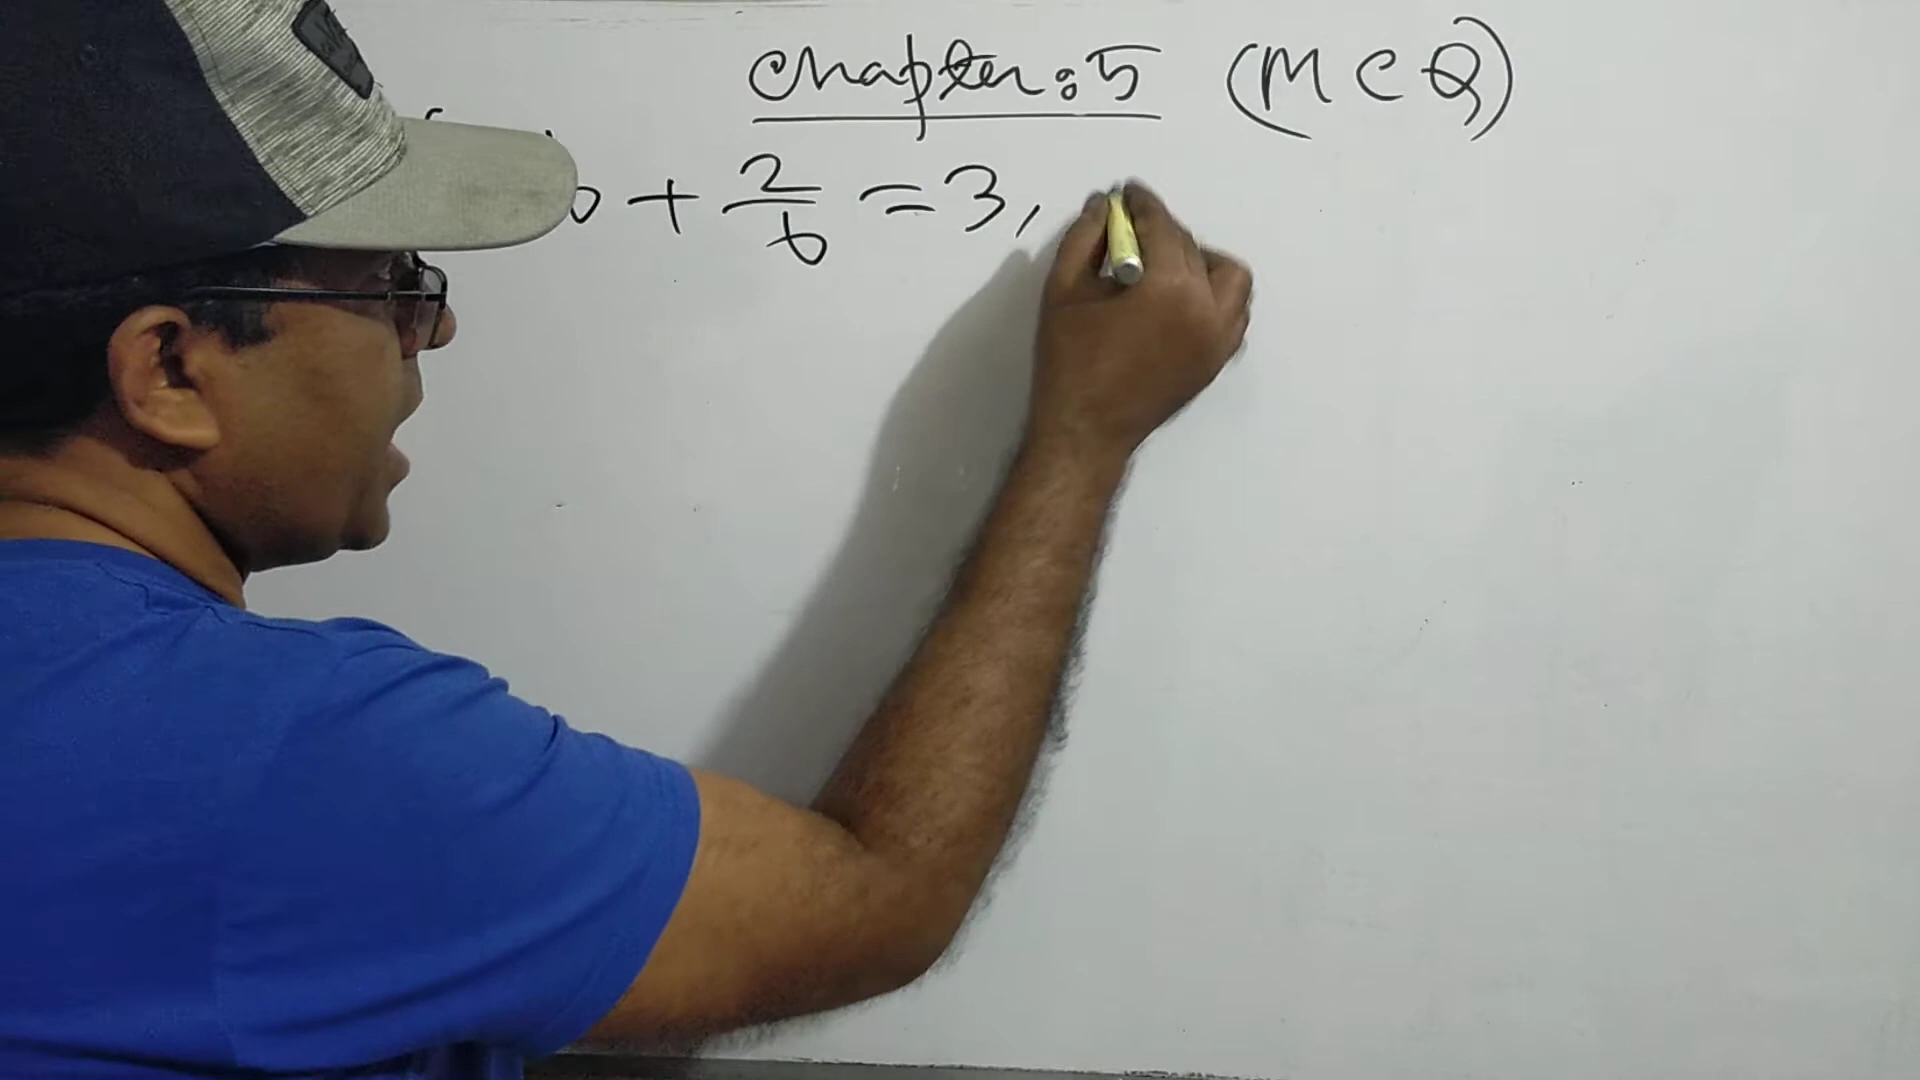 Chapter: 5 (MCQ)
b + 2/b = 3,